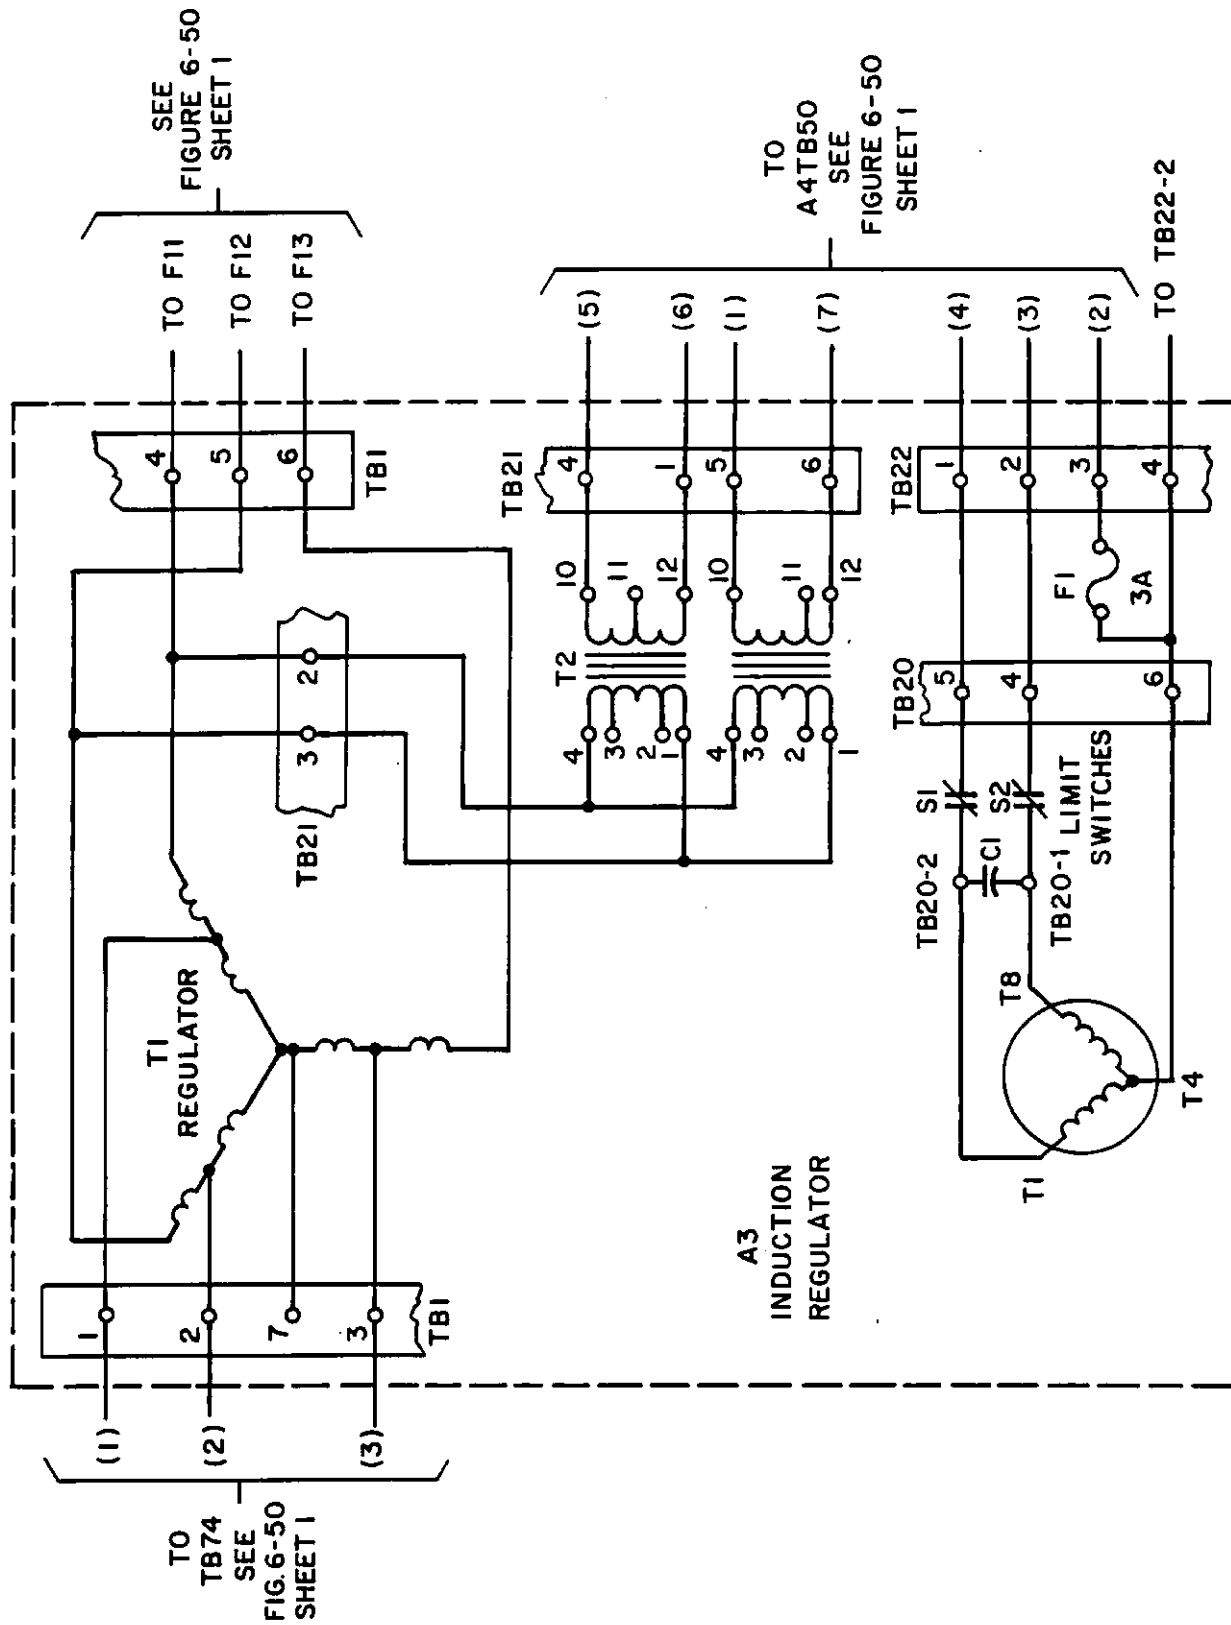 SEE
FIGURE 6-50
SHEET 1
TO F11
TO F12
TO F13
4
5
6
TB1
T1
REGULATOR
2
3
TB21
1
2
7
3
TB1
(1)
(2)
(3)
TO
TB74
SEE
FIG.6-50
SHEET 1
TO
A4TB50
SEE
FIGURE 6-50
SHEET 1
(5)
(6)
(1)
(7)
TB21
4
1
5
6
10
11
12
10
11
12
T2
4
3
2
1
4
3
2
1
(4)
(3)
(2)
TO TB22-2
TB22
1
2
3
4
F1
3A
TB20
5
4
6
S1
S2
LIMIT
SWITCHES
TB20-2
C1
TB20-1
T8
T1
T4
A3
INDUCTION
REGULATOR